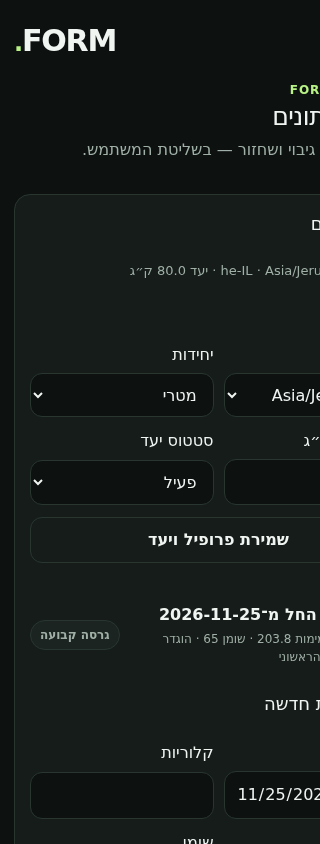 .FORM
FOR
תונים
גיבוי ושחזור — בשליטת המשתמש.
ם
he-IL · Asia/Jeru · יעד 80.0 ק״ג
יחידות
Asia/Je מטרי
״ג סטטוס יעד
פעיל
שמירת פרופיל ויעד
החל מ־2026-11-25
גרסה קבועה
מימות 203.8 · שומן 65 · הוגדר
הראשוני
ת חדשה
קלוריות
11/25/202
שומן